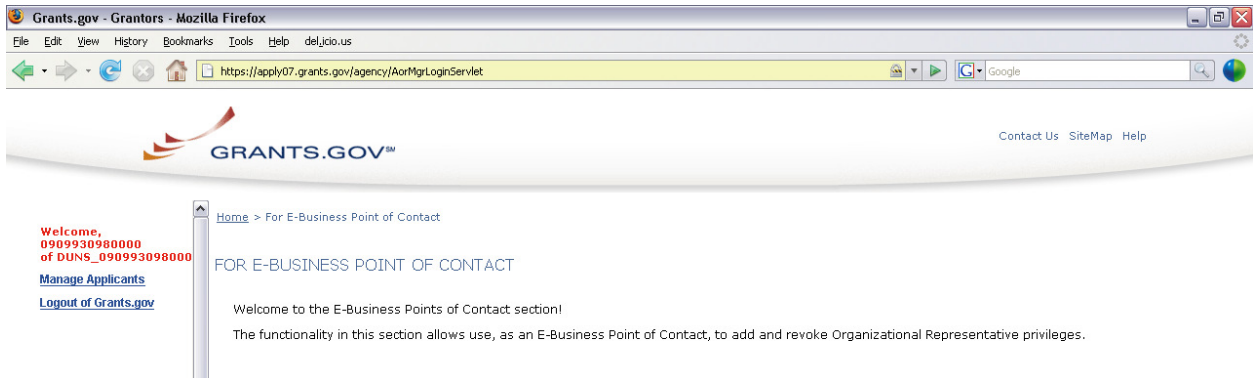 Grants.gov - Grantors - Mozilla Firefox
File Edit View History Bookmarks Tools Help del.icio.us
https://apply07.grants.gov/agency/AorMgrLoginServlet
G Google
GRANTS.GOV℠
Contact Us SiteMap Help
Home > For E-Business Point of Contact
Welcome,
0909930980000
of DUNS_090993098000
Manage Applicants
Logout of Grants.gov
FOR E-BUSINESS POINT OF CONTACT
Welcome to the E-Business Points of Contact section!
The functionality in this section allows use, as an E-Business Point of Contact, to add and revoke Organizational Representative privileges.